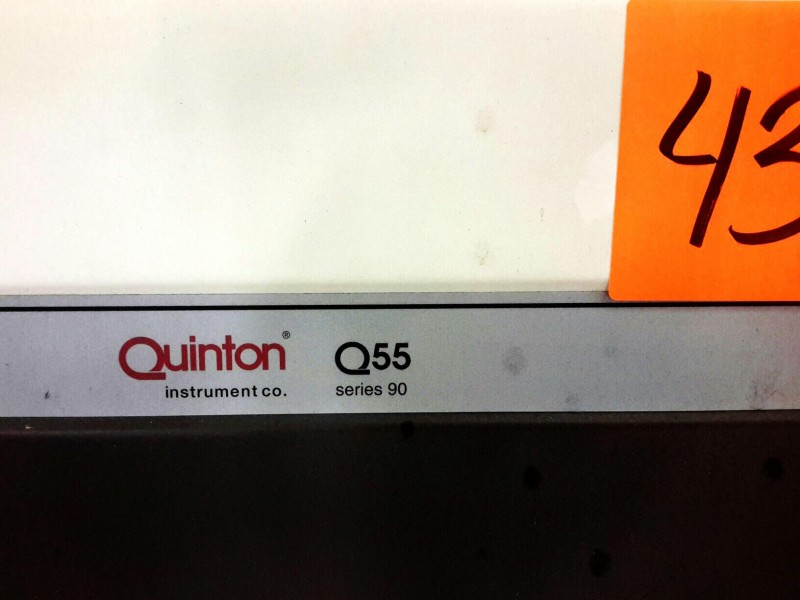 43
Quinton® Q55
instrument co. series 90